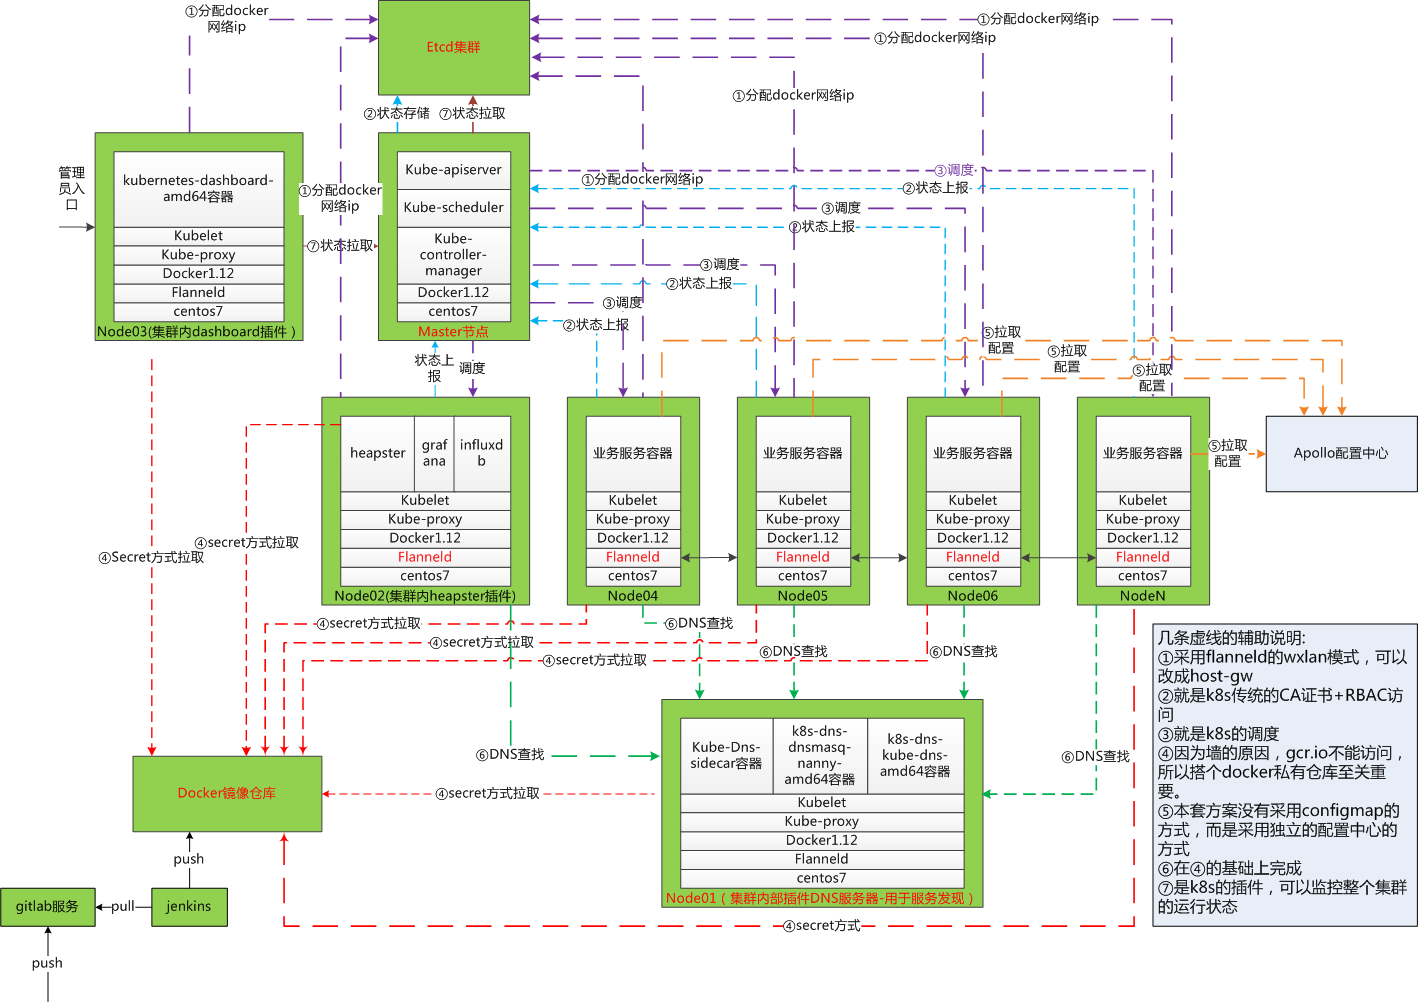 ①分配docker
网络ip
Etcd集群
①分配docker网络ip
①分配docker网络ip
①分配docker网络ip
②状态存储
⑦状态拉取
管理
员入
口
kubernetes-dashboard-
amd64容器
Kubelet
Kube-proxy
Docker1.12
Flanneld
centos7
Node03(集群内dashboard插件）
①分配docker
网络ip
⑦状态拉取
Kube-apiserver
Kube-scheduler
Kube-
controller-
manager
Docker1.12
centos7
Master节点
①分配docker网络ip
③调度
②状态上报
③调度
②状态上报
③调度
②状态上报
③调度
②状态上报
状态上
报
调度
⑤拉取
配置
⑤拉取
配置
⑤拉取
配置
⑤拉取
配置
Apollo配置中心
heapster
graf
ana
influxd
b
Kubelet
Kube-proxy
Docker1.12
Flanneld
centos7
Node02(集群内heapster插件)
业务服务容器
Kubelet
Kube-proxy
Docker1.12
Flanneld
centos7
Node04
业务服务容器
Kubelet
Kube-proxy
Docker1.12
Flanneld
centos7
Node05
业务服务容器
Kubelet
Kube-proxy
Docker1.12
Flanneld
centos7
Node06
业务服务容器
Kubelet
Kube-proxy
Docker1.12
Flanneld
centos7
NodeN
④Secret方式拉取
④secret方式拉取
④secret方式拉取
④secret方式拉取
④secret方式拉取
⑥DNS查找
⑥DNS查找
⑥DNS查找
⑥DNS查找
⑥DNS查找
④secret方式拉取
Kube-Dns-
sidecar容器
k8s-dns-
dnsmasq-
nanny-
amd64容器
k8s-dns-
kube-dns-
amd64容器
Kubelet
Kube-proxy
Docker1.12
Flanneld
centos7
Node01（集群内部插件DNS服务器-用于服务发现）
Docker镜像仓库
push
gitlab服务
pull
jenkins
push
④secret方式
几条虚线的辅助说明:
①采用flanneld的wxlan模式，可以
改成host-gw
②就是k8s传统的CA证书+RBAC访
问
③就是k8s的调度
④因为墙的原因，gcr.io不能访问，
所以搭个docker私有仓库至关重
要。
⑤本套方案没有采用configmap的
方式，而是采用独立的配置中心的
方式
⑥在④的基础上完成
⑦是k8s的插件，可以监控整个集群
的运行状态